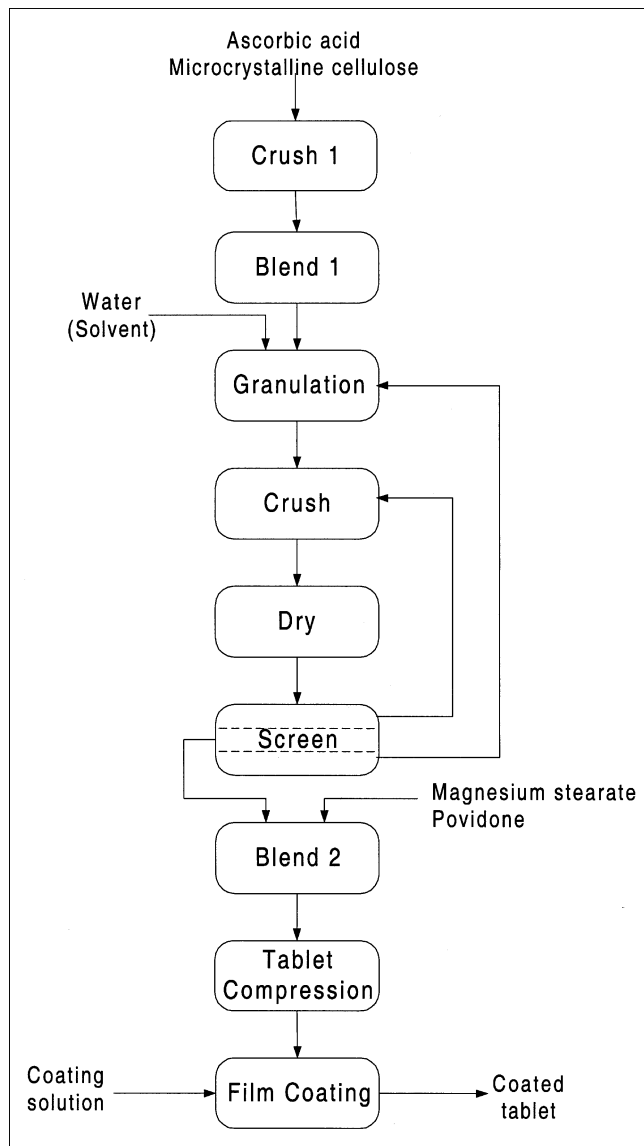 Ascorbic acid
Microcrystalline cellulose
Crush 1
Blend 1
Water
(Solvent)
Granulation
Crush
Dry
Screen
Magnesium stearate
Povidone
Blend 2
Tablet
Compression
Coating
solution
Film Coating
Coated
tablet